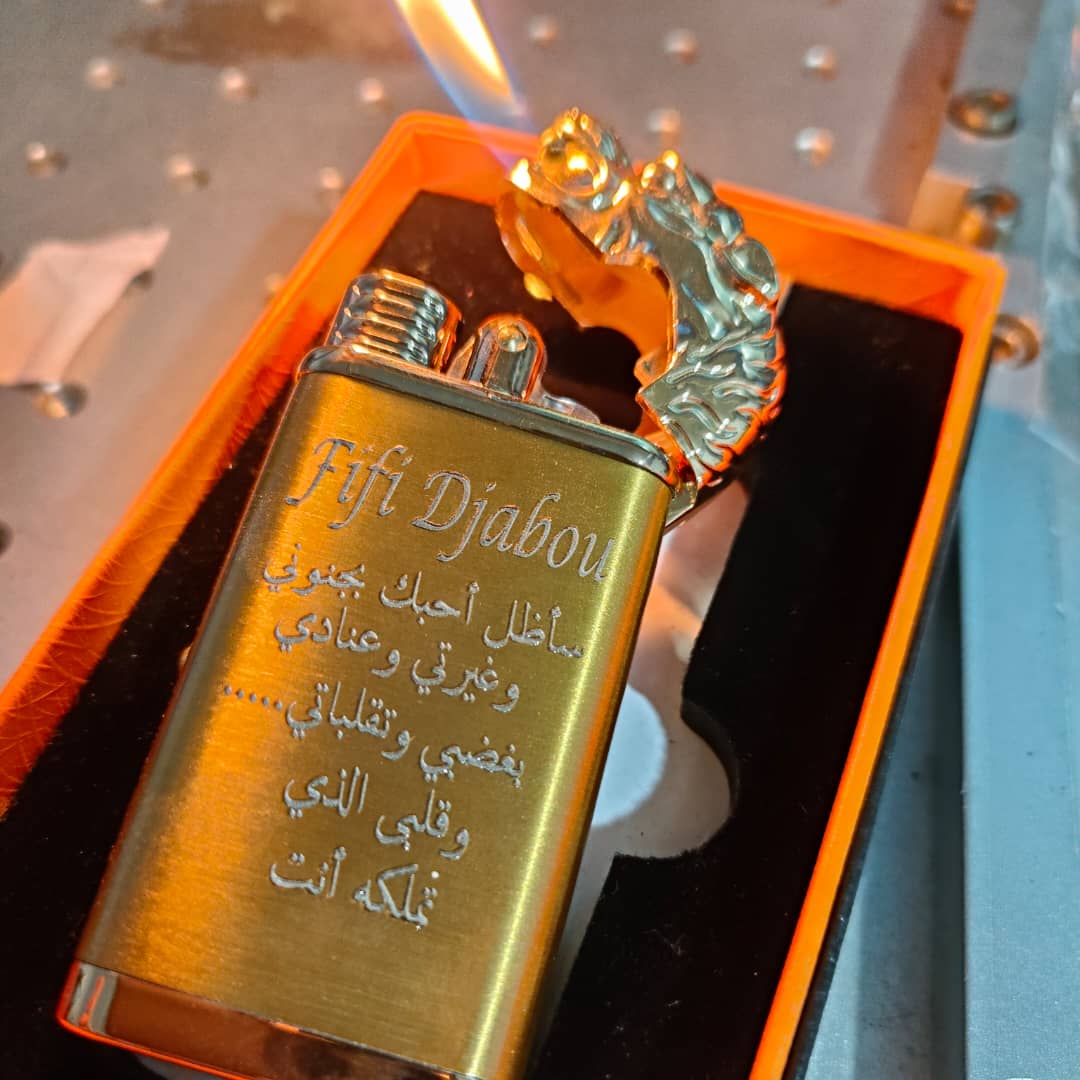 Fifi Djabou
سأظل أحبك بجنوني
وغيرتي وعنادي
بغضبي وتقلباتي.....
وقلبي الذي
تملكه أنت